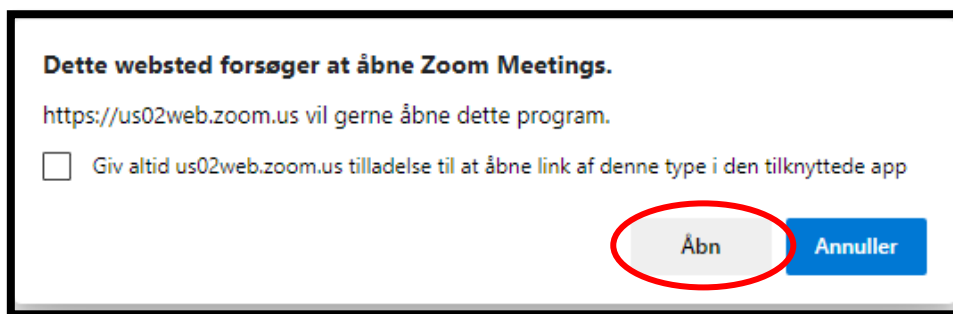 Dette websted forsøger at åbne Zoom Meetings.
https://us02web.zoom.us vil gerne åbne dette program.
Giv altid us02web.zoom.us tilladelse til at åbne link af denne type i den tilknyttede app
Åbn Annuller